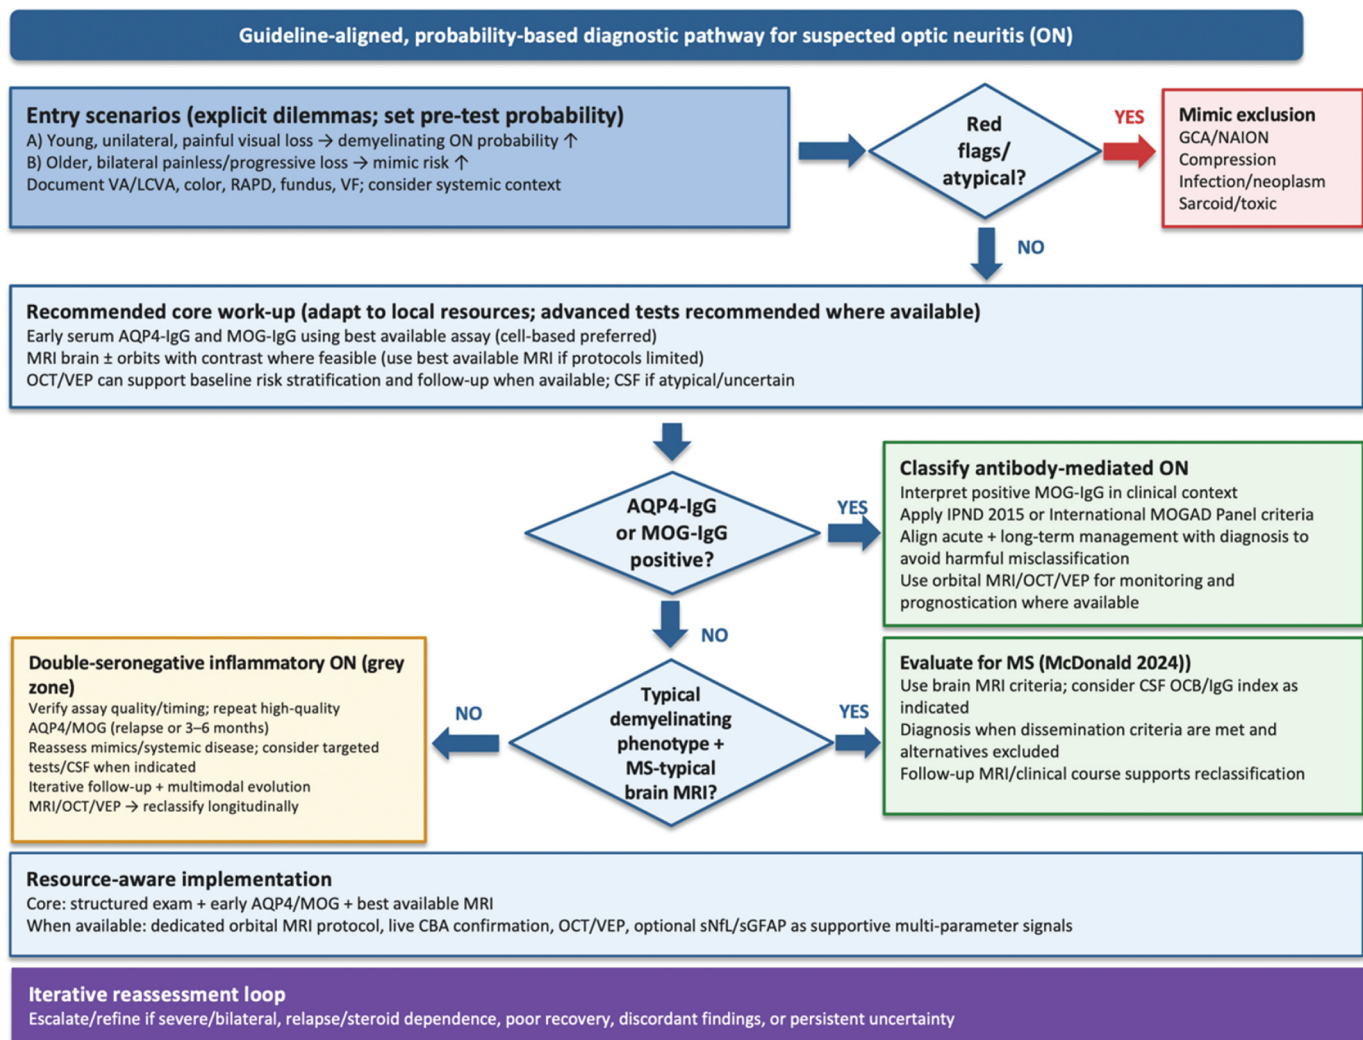 Guideline-aligned, probability-based diagnostic pathway for suspected optic neuritis (ON)
Entry scenarios (explicit dilemmas; set pre-test probability)
A) Young, unilateral, painful visual loss → demyelinating ON probability ↑
B) Older, bilateral painless/progressive loss → mimic risk ↑
Document VA/LCVA, color, RAPD, fundus, VF; consider systemic context
Red
flags/
atypical?
YES
Mimic exclusion
GCA/NAION
Compression
Infection/neoplasm
Sarcoid/toxic
NO
Recommended core work-up (adapt to local resources; advanced tests recommended where available)
Early serum AQP4-IgG and MOG-IgG using best available assay (cell-based preferred)
MRI brain ± orbits with contrast where feasible (use best available MRI if protocols limited)
OCT/VEP can support baseline risk stratification and follow-up when available; CSF if atypical/uncertain
AQP4-IgG
or MOG-IgG
positive?
YES
Classify antibody-mediated ON
Interpret positive MOG-IgG in clinical context
Apply IPND 2015 or International MOGAD Panel criteria
Align acute + long-term management with diagnosis to
avoid harmful misclassification
Use orbital MRI/OCT/VEP for monitoring and
prognostication where available
NO
Double-seronegative inflammatory ON (grey
zone)
Verify assay quality/timing; repeat high-quality
AQP4/MOG (relapse or 3–6 months)
Reassess mimics/systemic disease; consider targeted
tests/CSF when indicated
Iterative follow-up + multimodal evolution
MRI/OCT/VEP → reclassify longitudinally
NO
Typical
demyelinating
phenotype +
MS-typical
brain MRI?
YES
Evaluate for MS (McDonald 2024))
Use brain MRI criteria; consider CSF OCB/IgG index as
indicated
Diagnosis when dissemination criteria are met and
alternatives excluded
Follow-up MRI/clinical course supports reclassification
Resource-aware implementation
Core: structured exam + early AQP4/MOG + best available MRI
When available: dedicated orbital MRI protocol, live CBA confirmation, OCT/VEP, optional sNfL/sGFAP as supportive multi-parameter signals
Iterative reassessment loop
Escalate/refine if severe/bilateral, relapse/steroid dependence, poor recovery, discordant findings, or persistent uncertainty